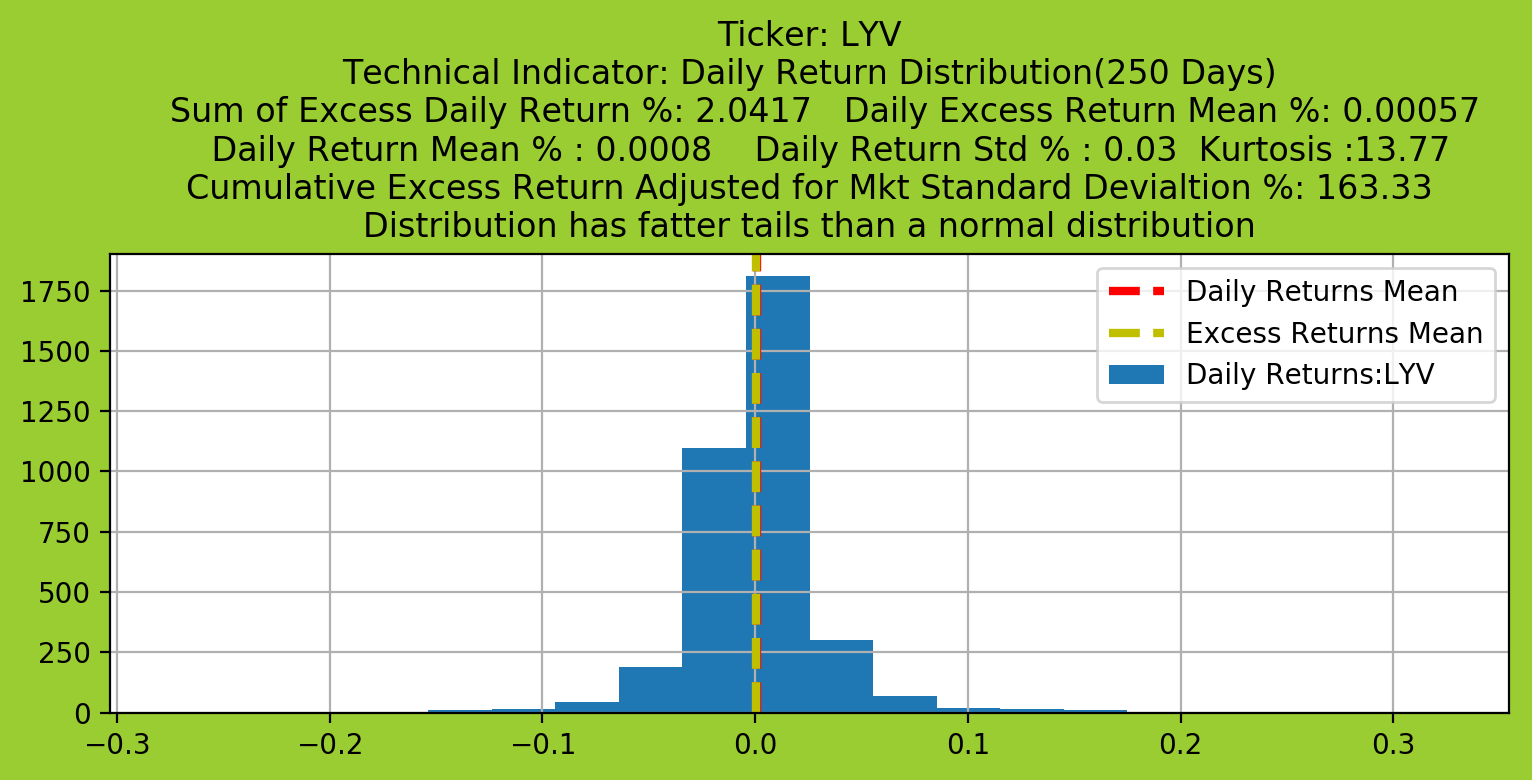 Ticker: LYV
Technical Indicator: Daily Return Distribution(250 Days)
Sum of Excess Daily Return %: 2.0417   Daily Excess Return Mean %: 0.00057
Daily Return Mean % : 0.0008    Daily Return Std % : 0.03  Kurtosis :13.77
Cumulative Excess Return Adjusted for Mkt Standard Devialtion %: 163.33
Distribution has fatter tails than a normal distribution
Daily Returns Mean
Excess Returns Mean
Daily Returns:LYV
1750
1500
1250
1000
750
500
250
0
−0.3 −0.2 −0.1 0.0 0.1 0.2 0.3